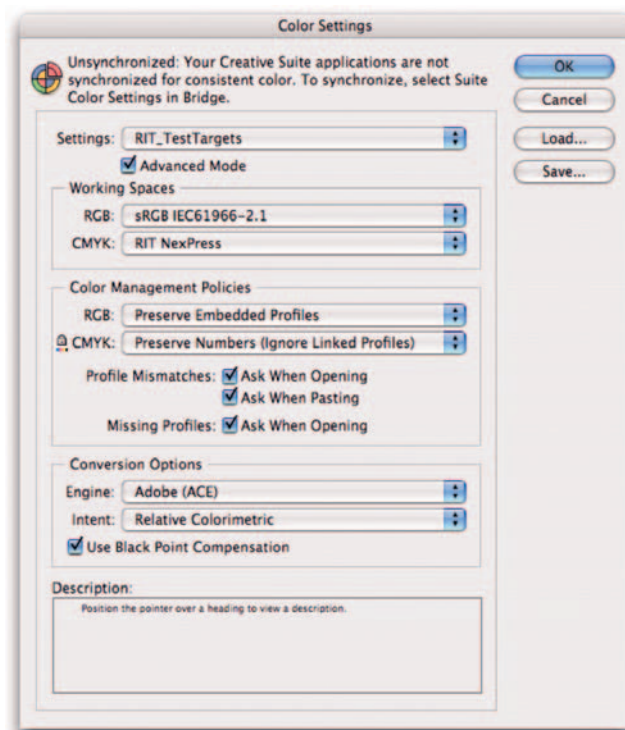 Color Settings
Unsynchronized: Your Creative Suite applications are not
synchronized for consistent color. To synchronize, select Suite
Color Settings in Bridge.
OK
Cancel
Load...
Save...
Settings: RIT_TestTargets
Advanced Mode
Working Spaces
RGB: sRGB IEC61966-2.1
CMYK: RIT NexPress
Color Management Policies
RGB: Preserve Embedded Profiles
CMYK: Preserve Numbers (Ignore Linked Profiles)
Profile Mismatches: Ask When Opening
Ask When Pasting
Missing Profiles: Ask When Opening
Conversion Options
Engine: Adobe (ACE)
Intent: Relative Colorimetric
Use Black Point Compensation
Description:
Position the pointer over a heading to view a description.